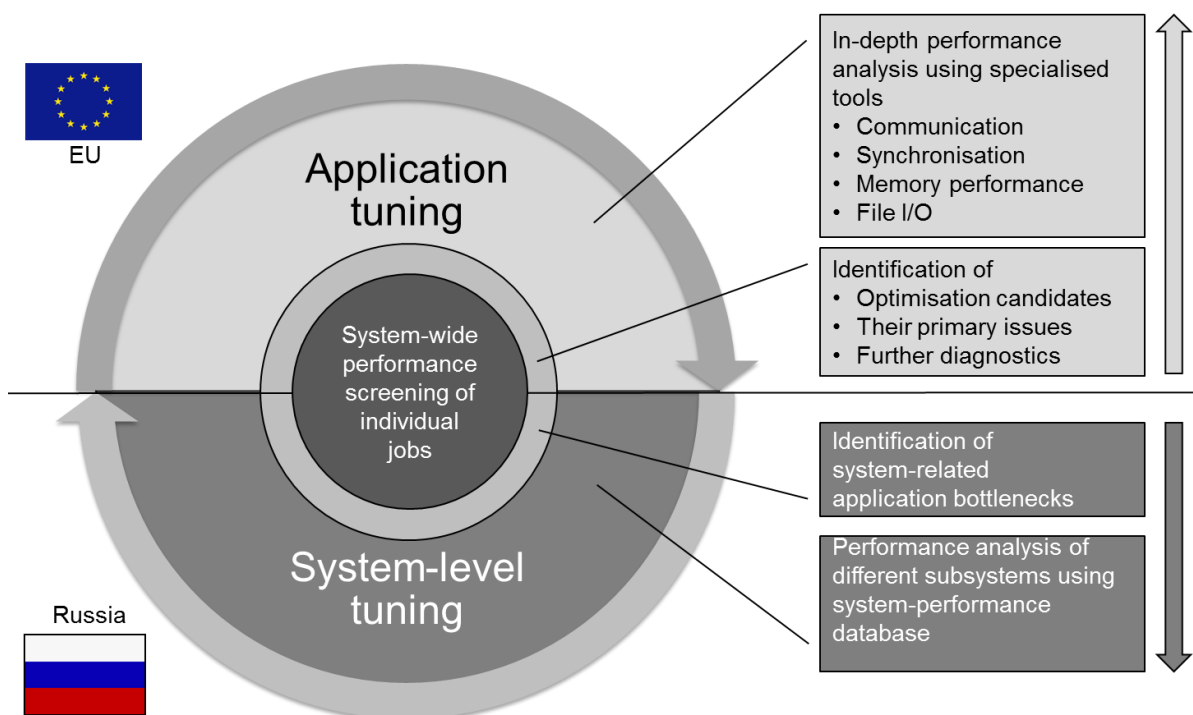 EU
Application
tuning
System-wide
performance
screening of
individual
jobs
System-level
tuning
Russia
In-depth performance
analysis using specialised
tools
• Communication
• Synchronisation
• Memory performance
• File I/O
Identification of
• Optimisation candidates
• Their primary issues
• Further diagnostics
Identification of
system-related
application bottlenecks
Performance analysis of
different subsystems using
system-performance
database